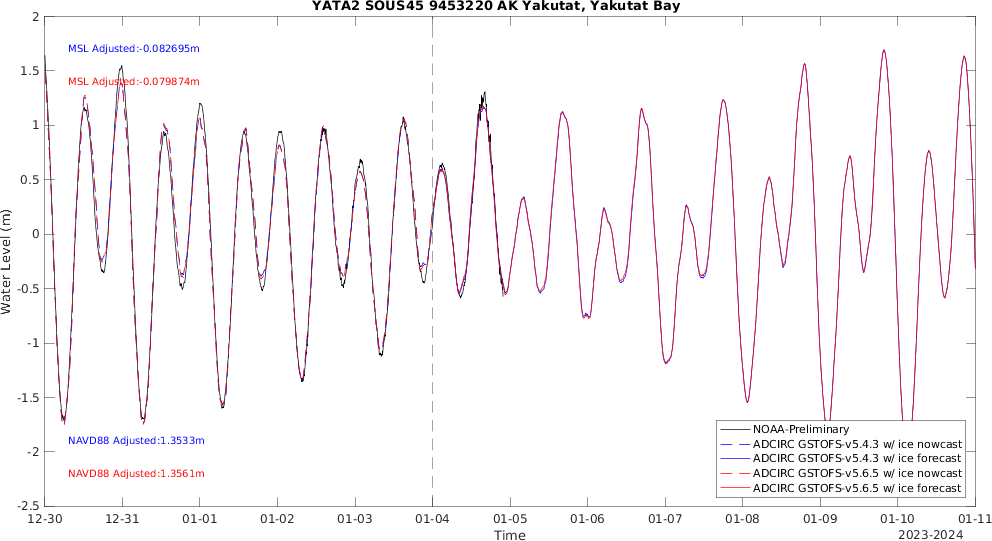 YATA2 SOUS45 9453220 AK Yakutat, Yakutat Bay
2
1.5
1
0.5
0
-0.5
-1
-1.5
-2
-2.5
Water Level (m)
MSL Adjusted:-0.082695m
MSL Adjusted:-0.079874m
NAVD88 Adjusted:1.3533m
NAVD88 Adjusted:1.3561m
NOAA-Preliminary
ADCIRC GSTOFS-v5.4.3 w/ ice nowcast
ADCIRC GSTOFS-v5.4.3 w/ ice forecast
ADCIRC GSTOFS-v5.6.5 w/ ice nowcast
ADCIRC GSTOFS-v5.6.5 w/ ice forecast
12-30 12-31 01-01 01-02 01-03 01-04 01-05 01-06 01-07 01-08 01-09 01-10 01-11
Time
2023-2024